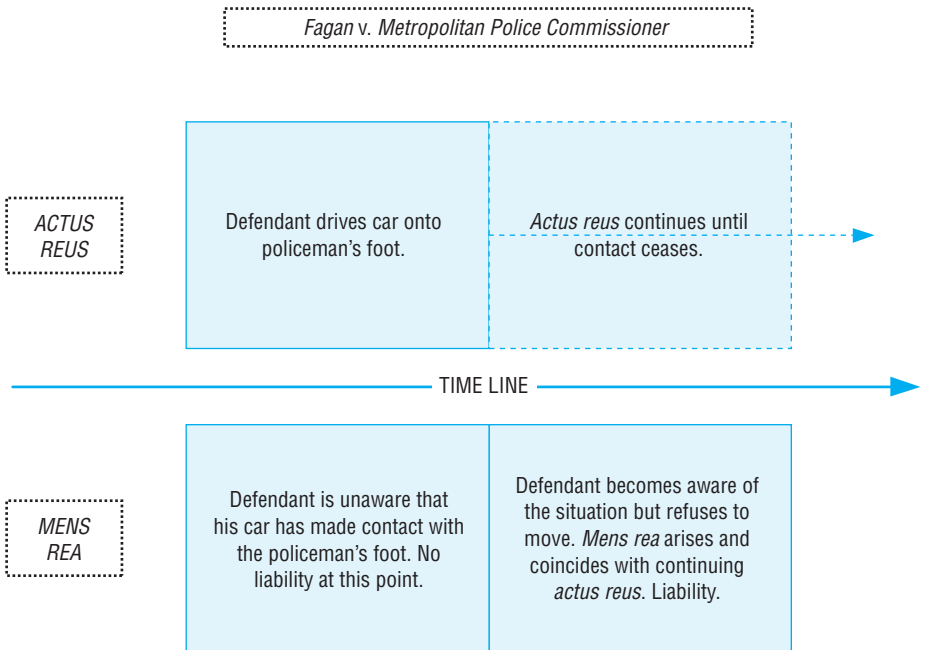 Fagan v. Metropolitan Police Commissioner
ACTUS
REUS
Defendant drives car onto
policeman's foot.
Actus reus continues until
contact ceases.
TIME LINE
MENS
REA
Defendant is unaware that
his car has made contact with
the policeman's foot. No
liability at this point.
Defendant becomes aware of
the situation but refuses to
move. Mens rea arises and
coincides with continuing
actus reus. Liability.